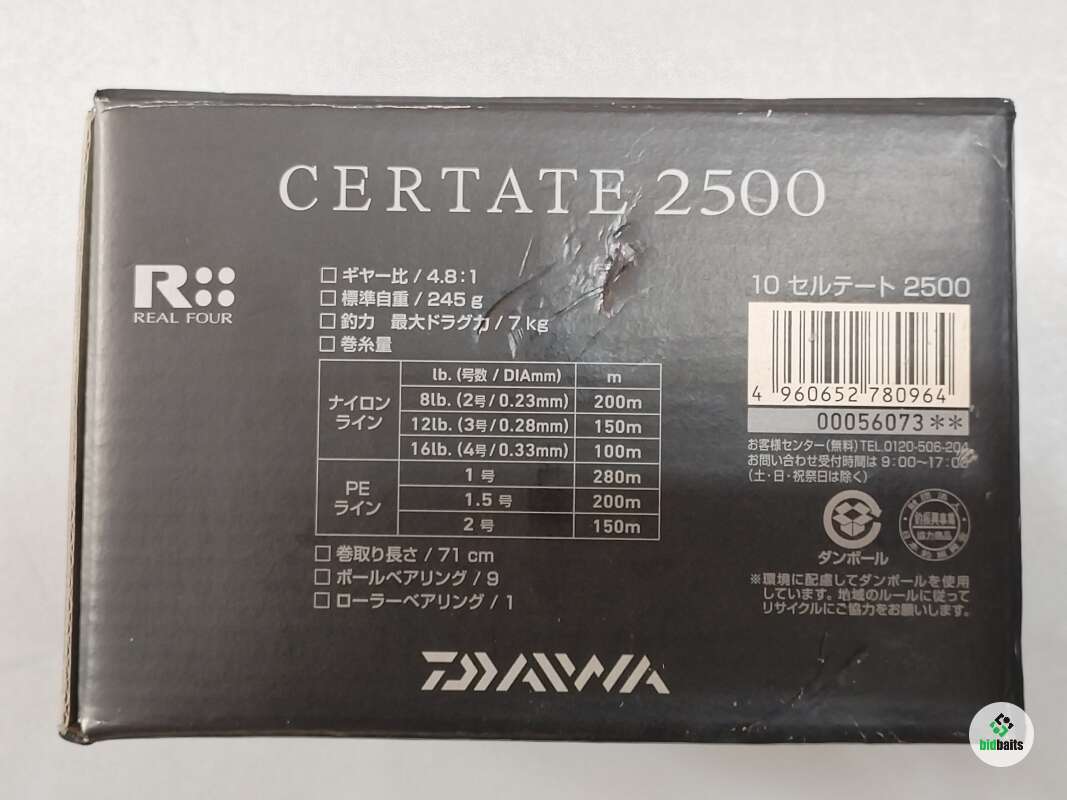 CERTATE 2500
R
REAL FOUR
□ ギヤー比 / 4.8:1
□ 標準自重 / 245 g
□ 釣力 最大ドラグ力 / 7 kg
□ 巻糸量
lb. (号数 / DIAmm) m
ナイロンライン
8lb. (2号 / 0.23mm) 200m
12lb. (3号 / 0.28mm) 150m
16lb. (4号 / 0.33mm) 100m
PEライン
1 号 280m
1.5 号 200m
2 号 150m
□ 巻取り長さ / 71 cm
□ ボールベアリング / 9
□ ローラーベアリング / 1
DAIWA
10 セルテート 2500
4 960652 780964
00056073**
お客様センター(無料)TEL.0120-506-204
お問い合わせ受付時間は 9:00~17:00
(土・日・祝祭日は除く)
ダンボール
協力商品
※環境に配慮してダンボールを使用
しています。地域のルールに従って
リサイクルにご協力をお願いします。
bidbaits